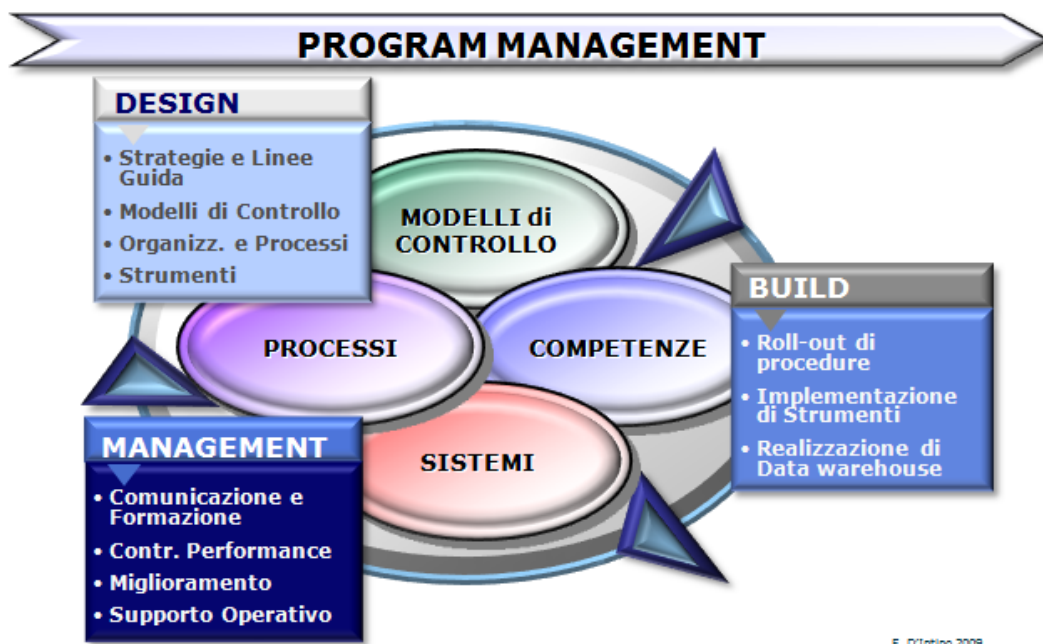 PROGRAM MANAGEMENT
DESIGN
• Strategie e Linee
Guida
• Modelli di Controllo
• Organizz. e Processi
• Strumenti
MODELLI di
CONTROLLO
PROCESSI
COMPETENZE
SISTEMI
BUILD
• Roll-out di
procedure
• Implementazione
di Strumenti
• Realizzazione di
Data warehouse
MANAGEMENT
• Comunicazione e
Formazione
• Contr. Performance
• Miglioramento
• Supporto Operativo
D'Intino 2009